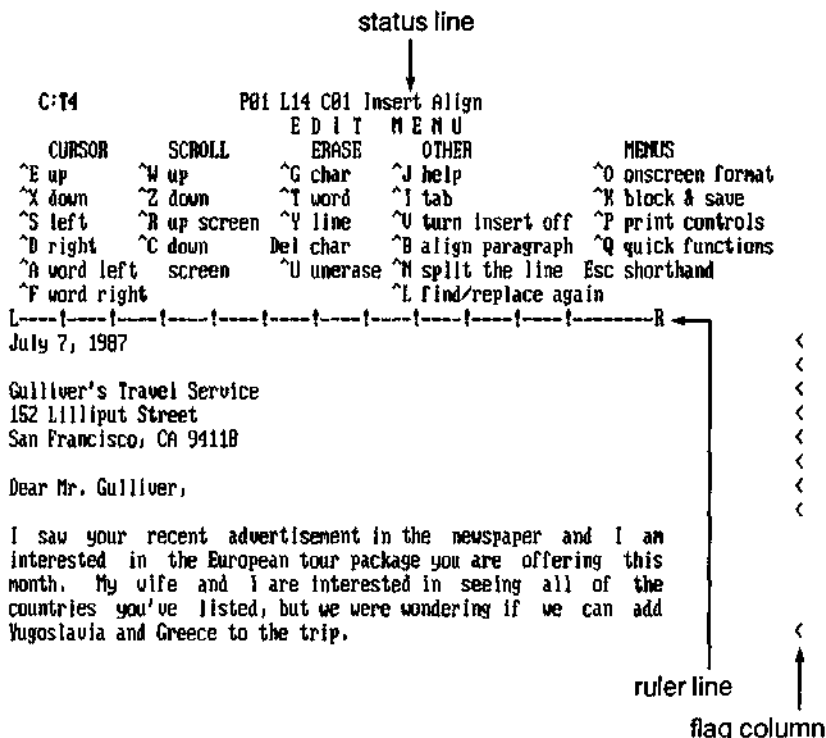 status line
C:T4 P01 L14 C01 Insert Align
E D I T M E N U
CURSOR SCROLL ERASE OTHER MENUS
^E up ^W up ^G char ^J help ^O onscreen format
^X down ^Z down ^T word ^I tab ^K block & save
^S left ^R up screen ^Y line ^V turn insert off ^P print controls
^D right ^C down Del char ^B align paragraph ^Q quick functions
^A word left screen ^U unerase ^N split the line Esc shorthand
^F word right ^L find/replace again
L----!----!----!----!----!----!----!----!----!----!----!--------R
July 7, 1987 <
<
Gulliver's Travel Service <
152 Lilliput Street <
San Francisco, CA 94118 <
<
Dear Mr. Gulliver, <
<
I saw your recent advertisement in the newspaper and I am
interested in the European tour package you are offering this
month. My wife and I are interested in seeing all of the
countries you've listed, but we were wondering if we can add
Yugoslavia and Greece to the trip. <
ruler line
flag column